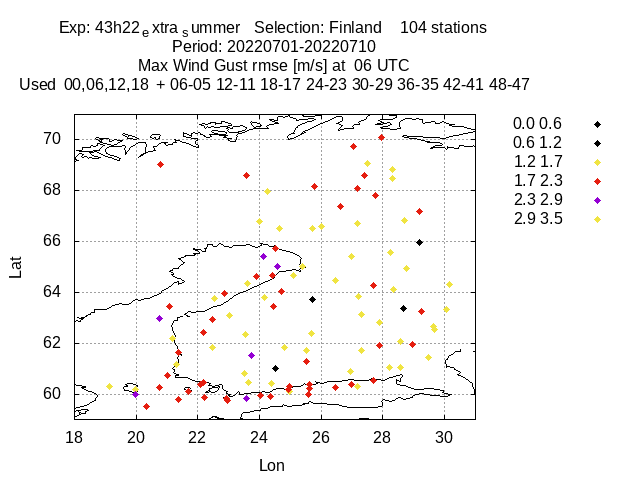 Exp: 43h22extrasummer Selection: Finland 104 stations
Period: 20220701-20220710
Max Wind Gust rmse [m/s] at 06 UTC
Used 00,06,12,18 + 06-05 12-11 18-17 24-23 30-29 36-35 42-41 48-47
0.0 0.6
0.6 1.2
1.2 1.7
1.7 2.3
2.3 2.9
2.9 3.5
70
68
66
64
62
60
Lat
18 20 22 24 26 28 30
Lon